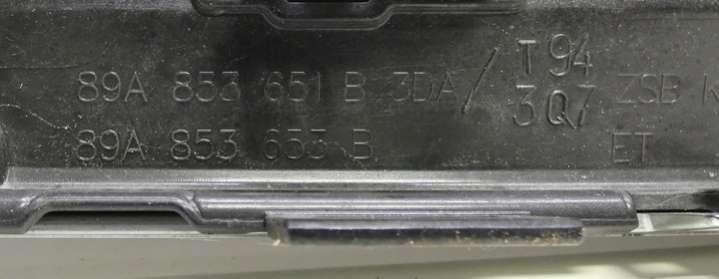 89A 853 651 B 3DA / T94 ZSB K
3Q7
89A 853 653 B ET